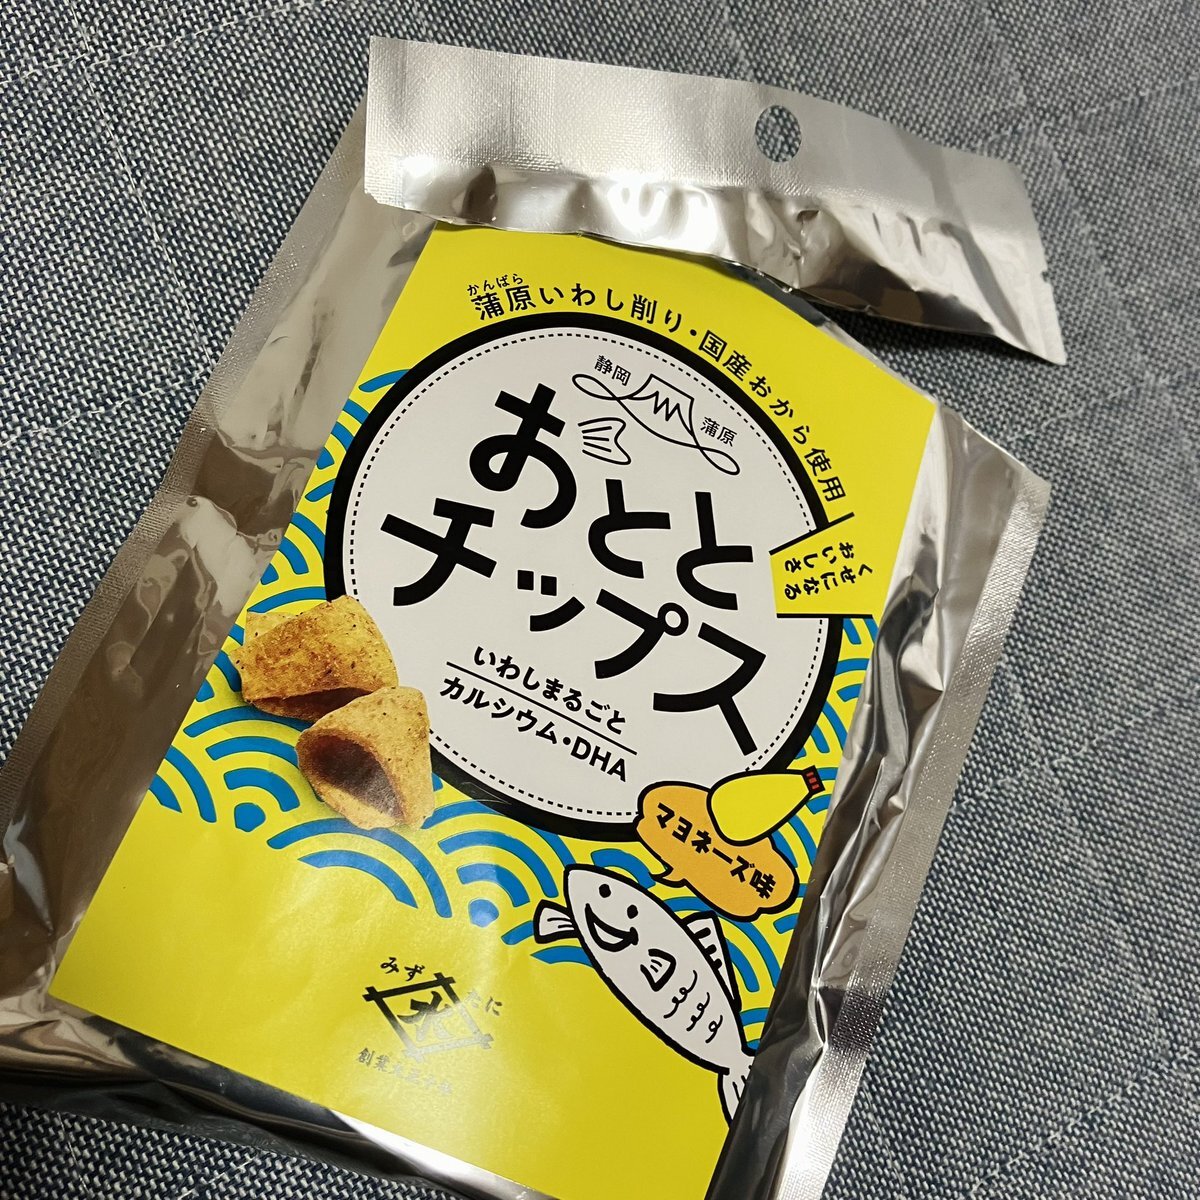 かんばら
蒲原いわし削り・国産おから使用
静岡
蒲原
おとと
チップス
くせになる
おいしさ
いわしまるごと
カルシウム・DHA
マヨネーズ味
ヨ
みずたに